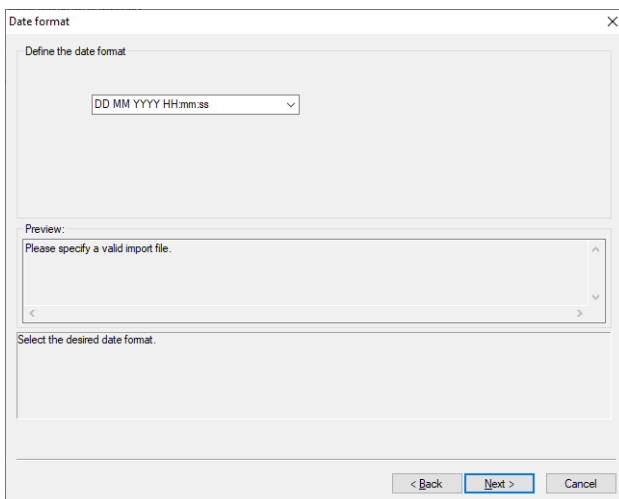 Date format
Define the date format
DD MM YYYY HH:mm:ss
Preview:
Please specify a valid import file.
Select the desired date format.
< Back Next > Cancel